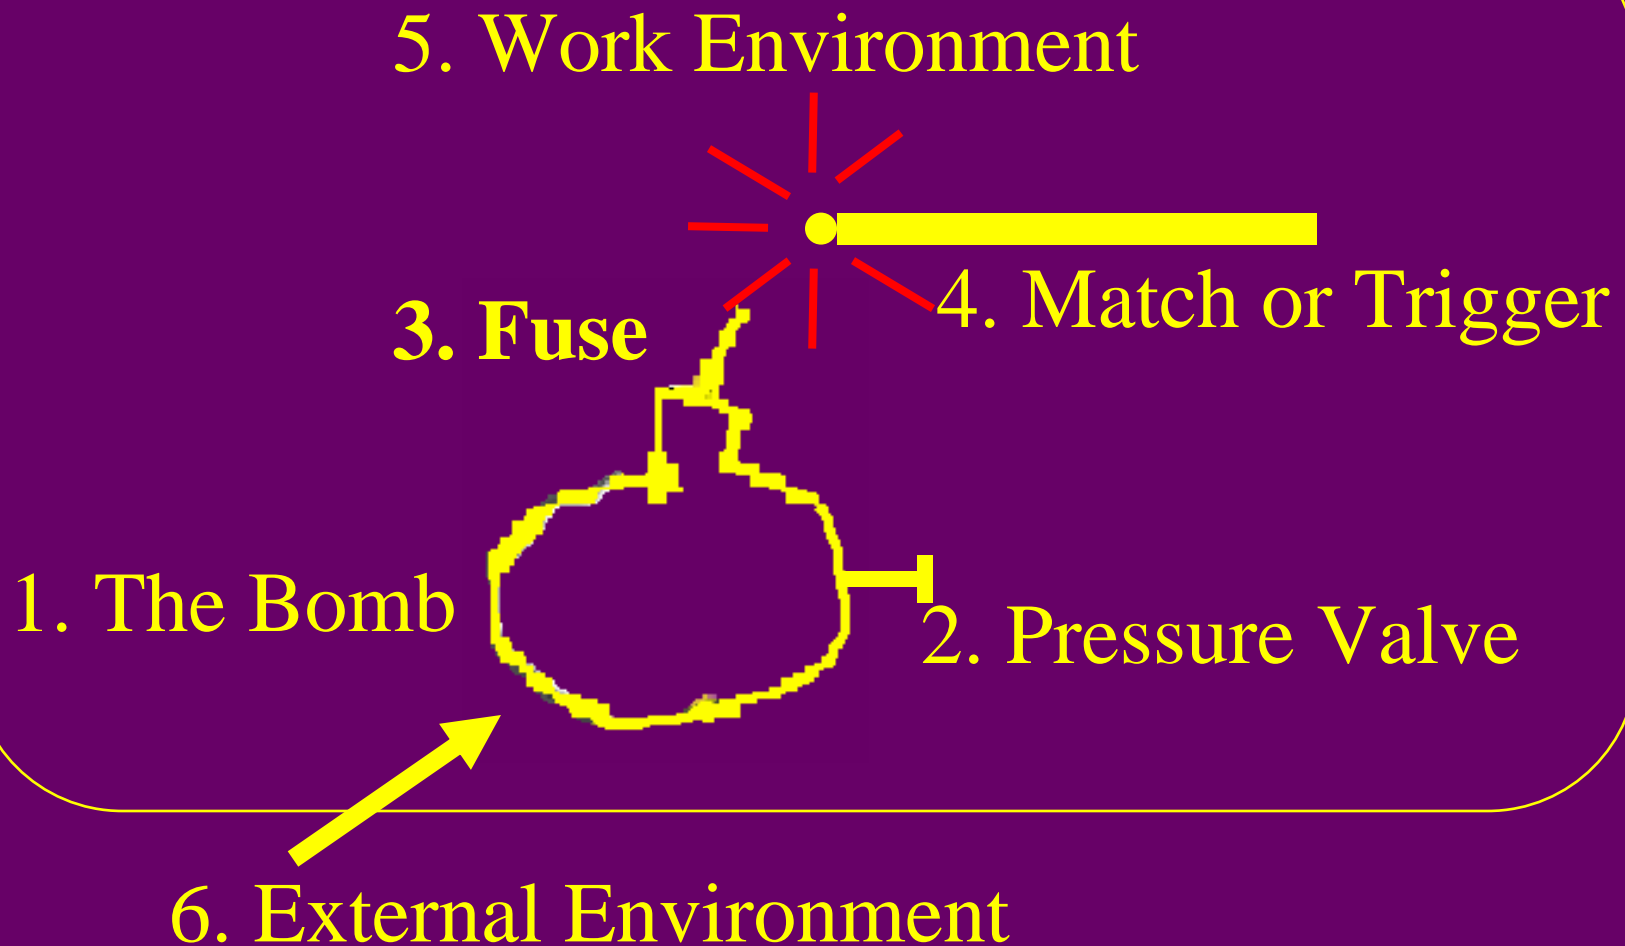 5. Work Environment
4. Match or Trigger
3. Fuse
1. The Bomb
2. Pressure Valve
6. External Environment